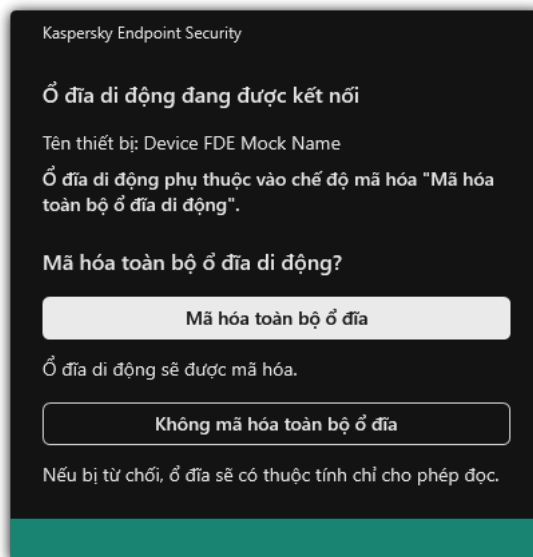 Kaspersky Endpoint Security
Ổ đĩa di động đang được kết nối
Tên thiết bị: Device FDE Mock Name
Ổ đĩa di động phụ thuộc vào chế độ mã hóa "Mã hóa
toàn bộ ổ đĩa di động".
Mã hóa toàn bộ ổ đĩa di động?
Mã hóa toàn bộ ổ đĩa
Ổ đĩa di động sẽ được mã hóa.
Không mã hóa toàn bộ ổ đĩa
Nếu bị từ chối, ổ đĩa sẽ có thuộc tính chỉ cho phép đọc.